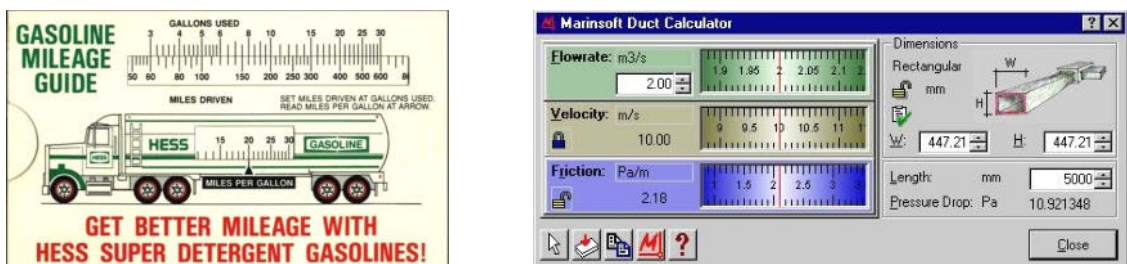 GASOLINE
MILEAGE
GUIDE
GALLONS USED
3 4 5 6 8 10 15 20 25 30
50 60 80 100 150 200 250 300 400 500 600
MILES DRIVEN
SET MILES DRIVEN AT GALLONS USED.
READ MILES PER GALLON AT ARROW.
HESS
15 20 25 30
GASOLINE
HESS
MILES PER GALLON
GET BETTER MILEAGE WITH
HESS SUPER DETERGENT GASOLINES!
Marinsoft Duct Calculator
Flowrate: m3/s
2.00
1.9 1.95 2 2.05 2.1
Velocity: m/s
10.00
9 9.5 10 10.5 11
Friction: Pa/m
2.18
1 1.5 2 2.5 3
Dimensions
Rectangular
mm
W
H
W: 447.21 H: 447.21
Length: mm 5000
Pressure Drop: Pa 10.921348
Close